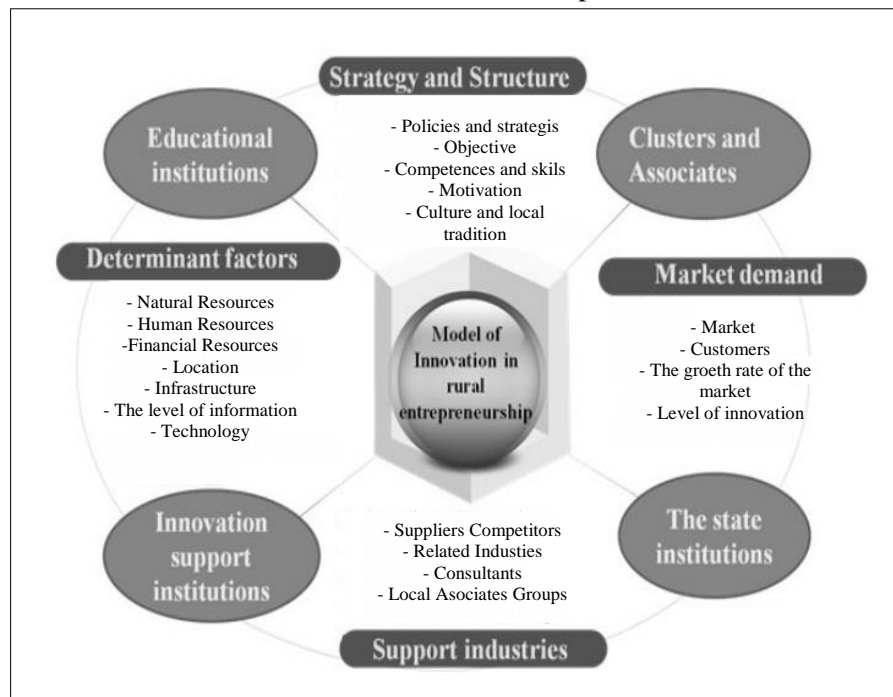 Strategy and Structure
Educational
institutions
- Policies and strategis
- Objective
- Competences and skils
- Motivation
- Culture and local
tradition
Clusters and
Associates
Determinant factors
- Natural Resources
- Human Resources
-Financial Resources
- Location
- Infrastructure
- The level of information
- Technology
Model of
Innovation in
rural
entrepreneurship
Market demand
- Market
- Customers
- The groeth rate of the
market
- Level of innovation
Innovation
support
institutions
- Suppliers Competitors
- Related Industies
- Consultants
- Local Asociates Groups
The state
institutions
Support industries